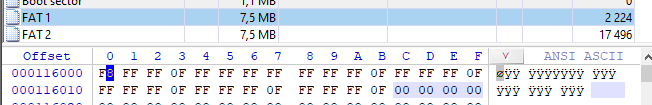 Boot sector 1,1 MB 0
FAT 1 7,5 MB 2 224
FAT 2 7,5 MB 17 496
Offset 0 1 2 3 4 5 6 7 8 9 A B C D E F ANSI ASCII
000116000 F8 FF FF 0F FF FF FF FF FF FF FF 0F FF FF FF 0F øÿÿ ÿÿÿÿÿÿÿ ÿÿÿ
000116010 FF FF FF 0F FF FF FF 0F FF FF FF 0F 00 00 00 00 ÿÿÿ ÿÿÿ ÿÿÿ